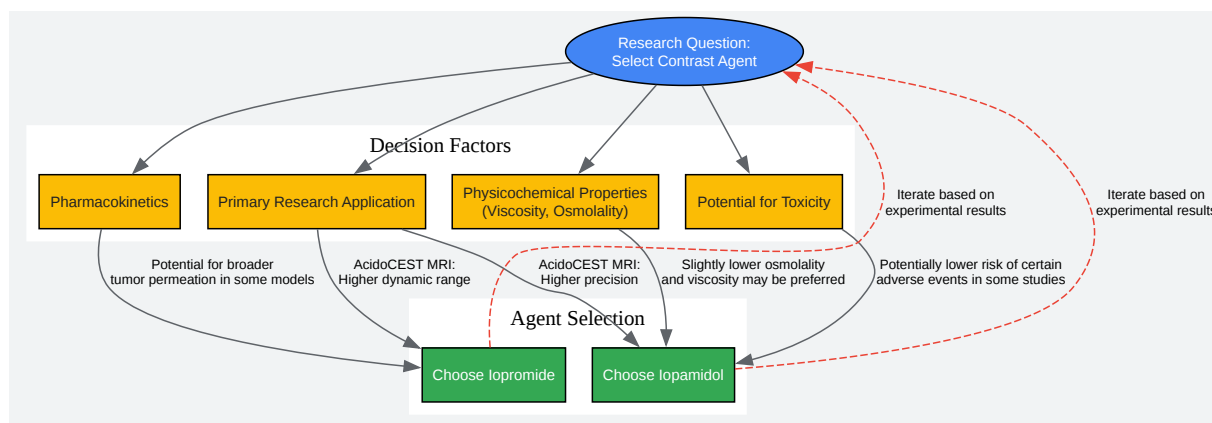 Research Question:
Select Contrast Agent
Decision Factors
Pharmacokinetics
Primary Research Application
Physicochemical Properties
(Viscosity, Osmolality)
Potential for Toxicity
Iterate based on
experimental results
Iterate based on
experimental results
Potential for broader
tumor permeation in some models
AcidoCEST MRI:
Higher dynamic range
AcidoCEST MRI:
Higher precision
Slightly lower osmolality
and viscosity may be preferred
Potentially lower risk of certain
adverse events in some studies
Agent Selection
Choose Iopromide
Choose Iopamidol